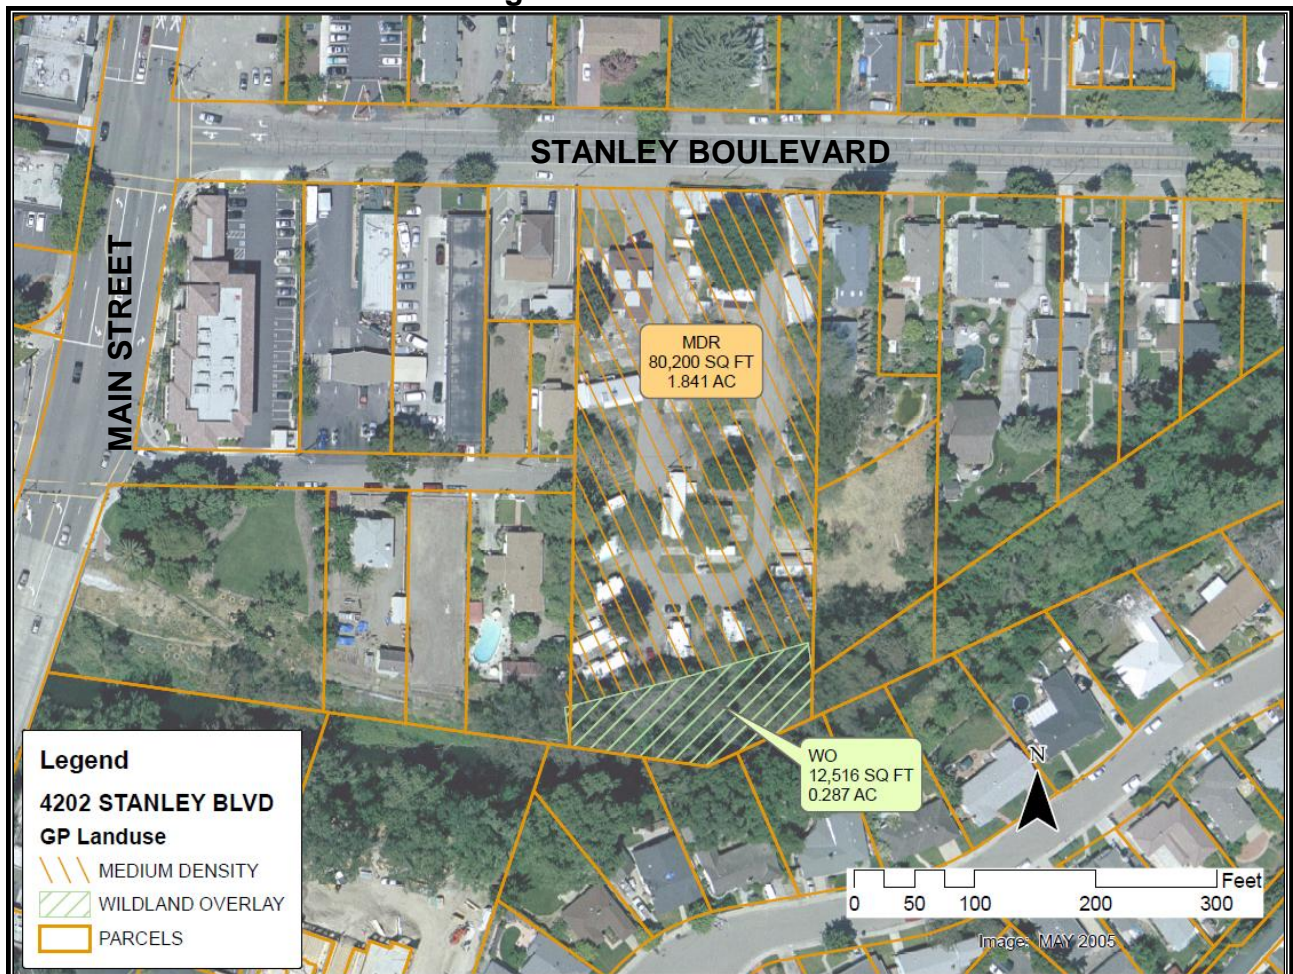 STANLEY BOULEVARD
MAIN STREET
MDR
80,200 SQ FT
1.841 AC
WO
12,516 SQ FT
0.287 AC
N
Legend
4202 STANLEY BLVD
GP Landuse
MEDIUM DENSITY
WILDLAND OVERLAY
PARCELS
Feet
0 50 100 200 300
Image: MAY 2005